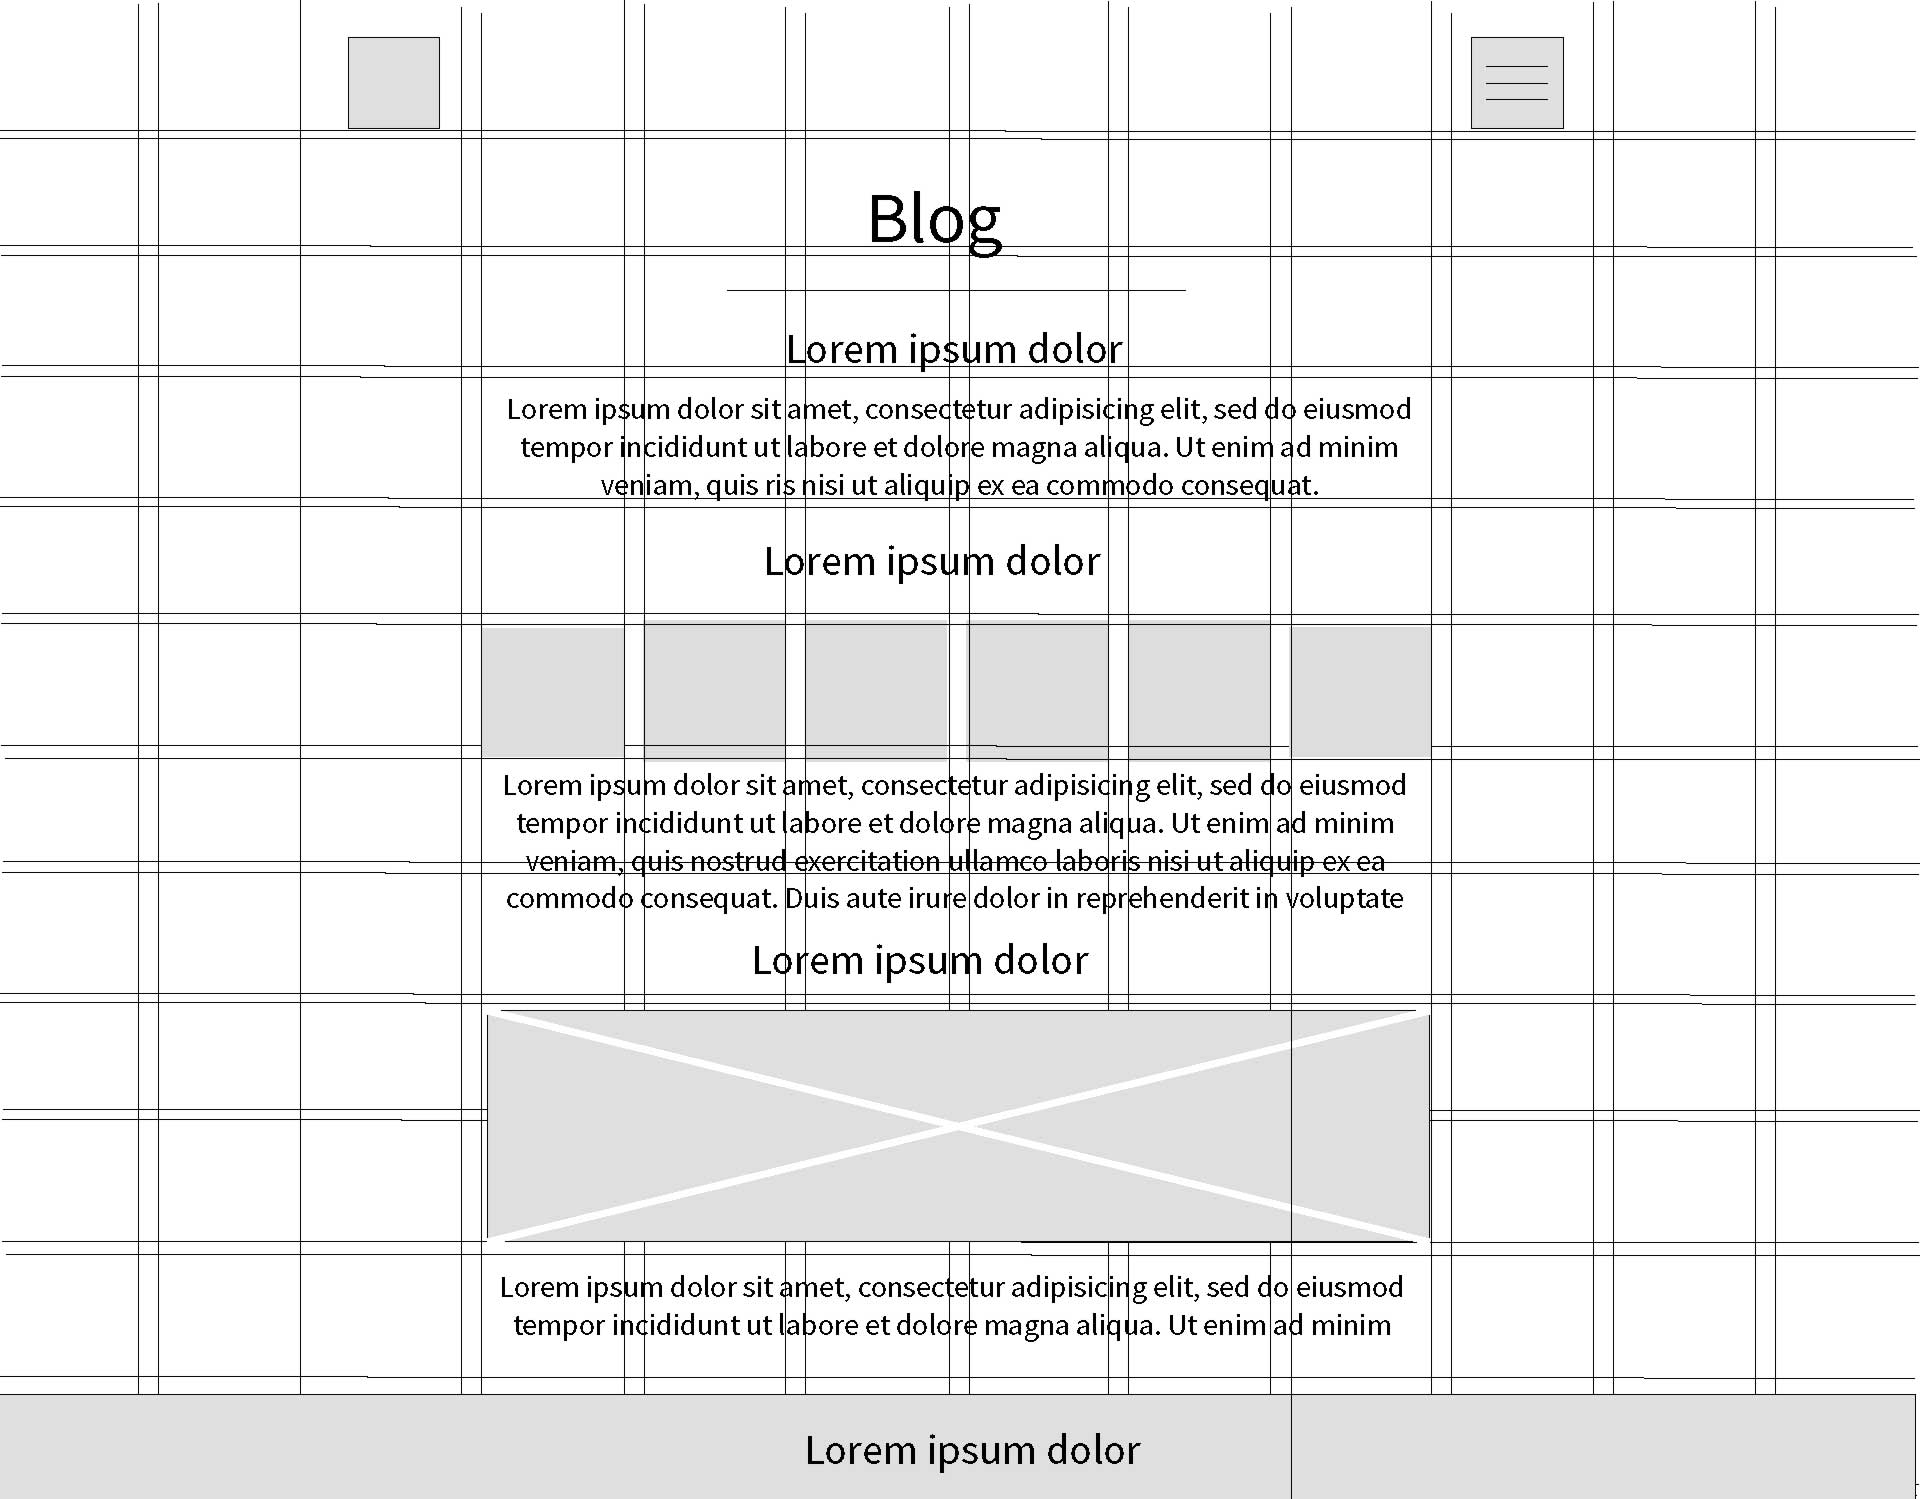 Blog
Lorem ipsum dolor
Lorem ipsum dolor sit amet, consectetur adipisicing elit, sed do eiusmod
tempor incididunt ut labore et dolore magna aliqua. Ut enim ad minim
veniam, quis ris nisi ut aliquip ex ea commodo consequat.
Lorem ipsum dolor
Lorem ipsum dolor sit amet, consectetur adipisicing elit, sed do eiusmod
tempor incididunt ut labore et dolore magna aliqua. Ut enim ad minim
veniam, quis nostrud exercitation ullamco laboris nisi ut aliquip ex ea
commodo consequat. Duis aute irure dolor in reprehenderit in voluptate
Lorem ipsum dolor
Lorem ipsum dolor sit amet, consectetur adipisicing elit, sed do eiusmod
tempor incididunt ut labore et dolore magna aliqua. Ut enim ad minim
Lorem ipsum dolor